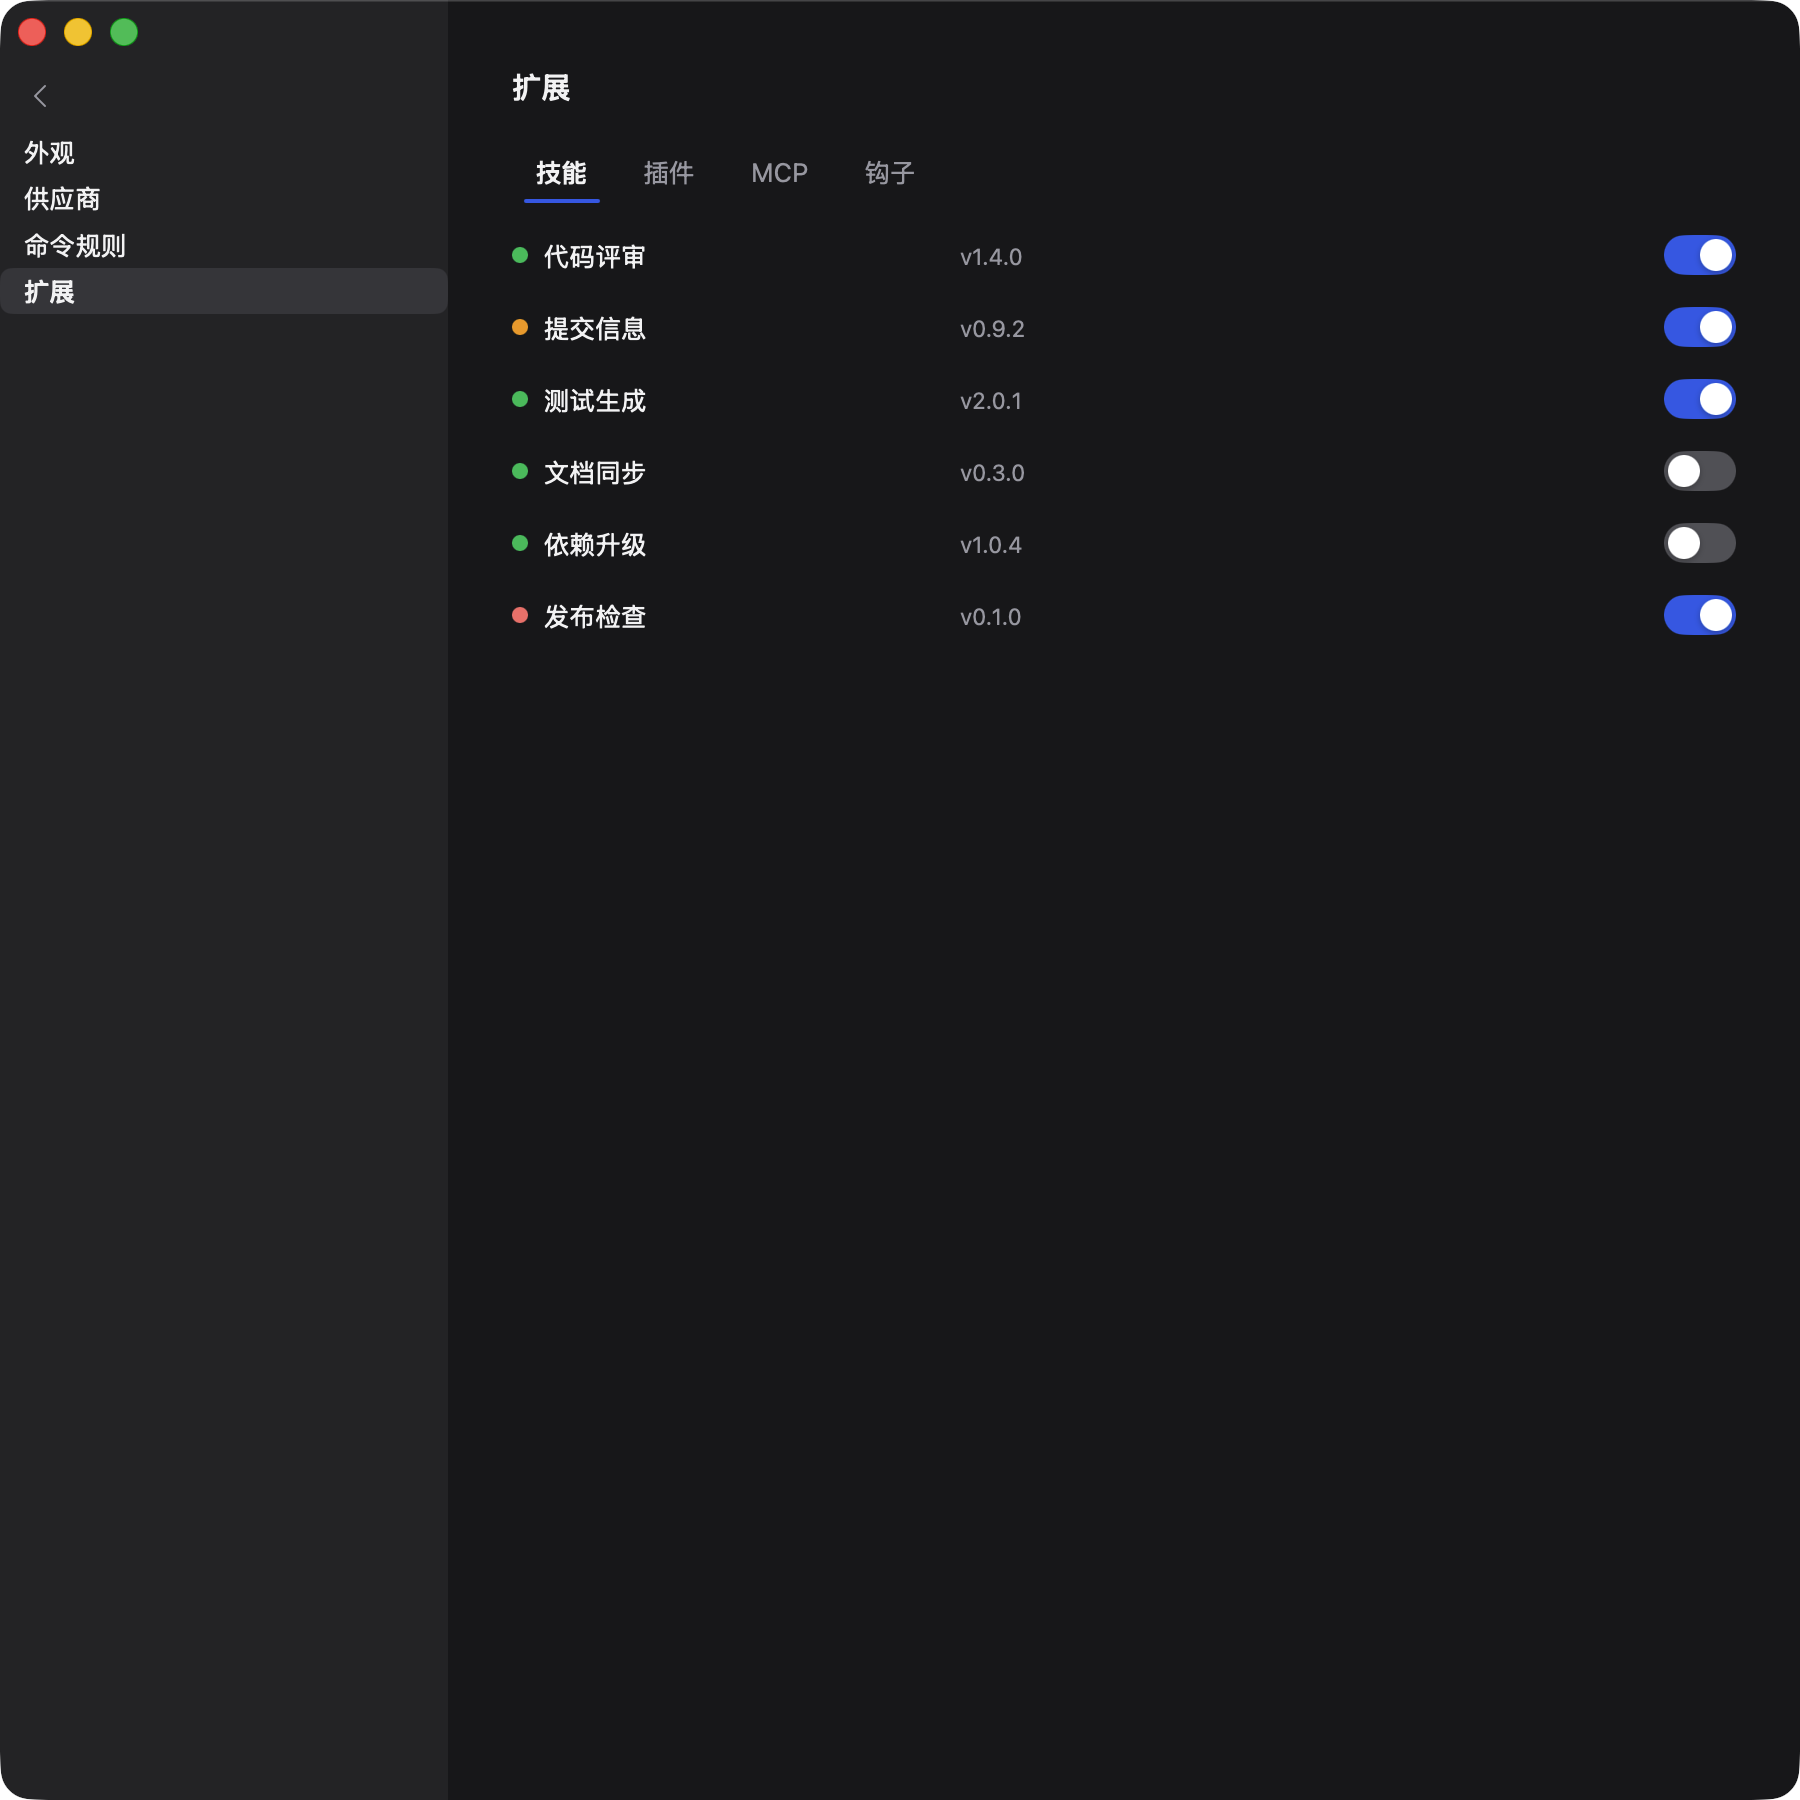 外观
供应商
命令规则
扩展
扩展
技能 插件 MCP 钩子
代码评审 v1.4.0
提交信息 v0.9.2
测试生成 v2.0.1
文档同步 v0.3.0
依赖升级 v1.0.4
发布检查 v0.1.0